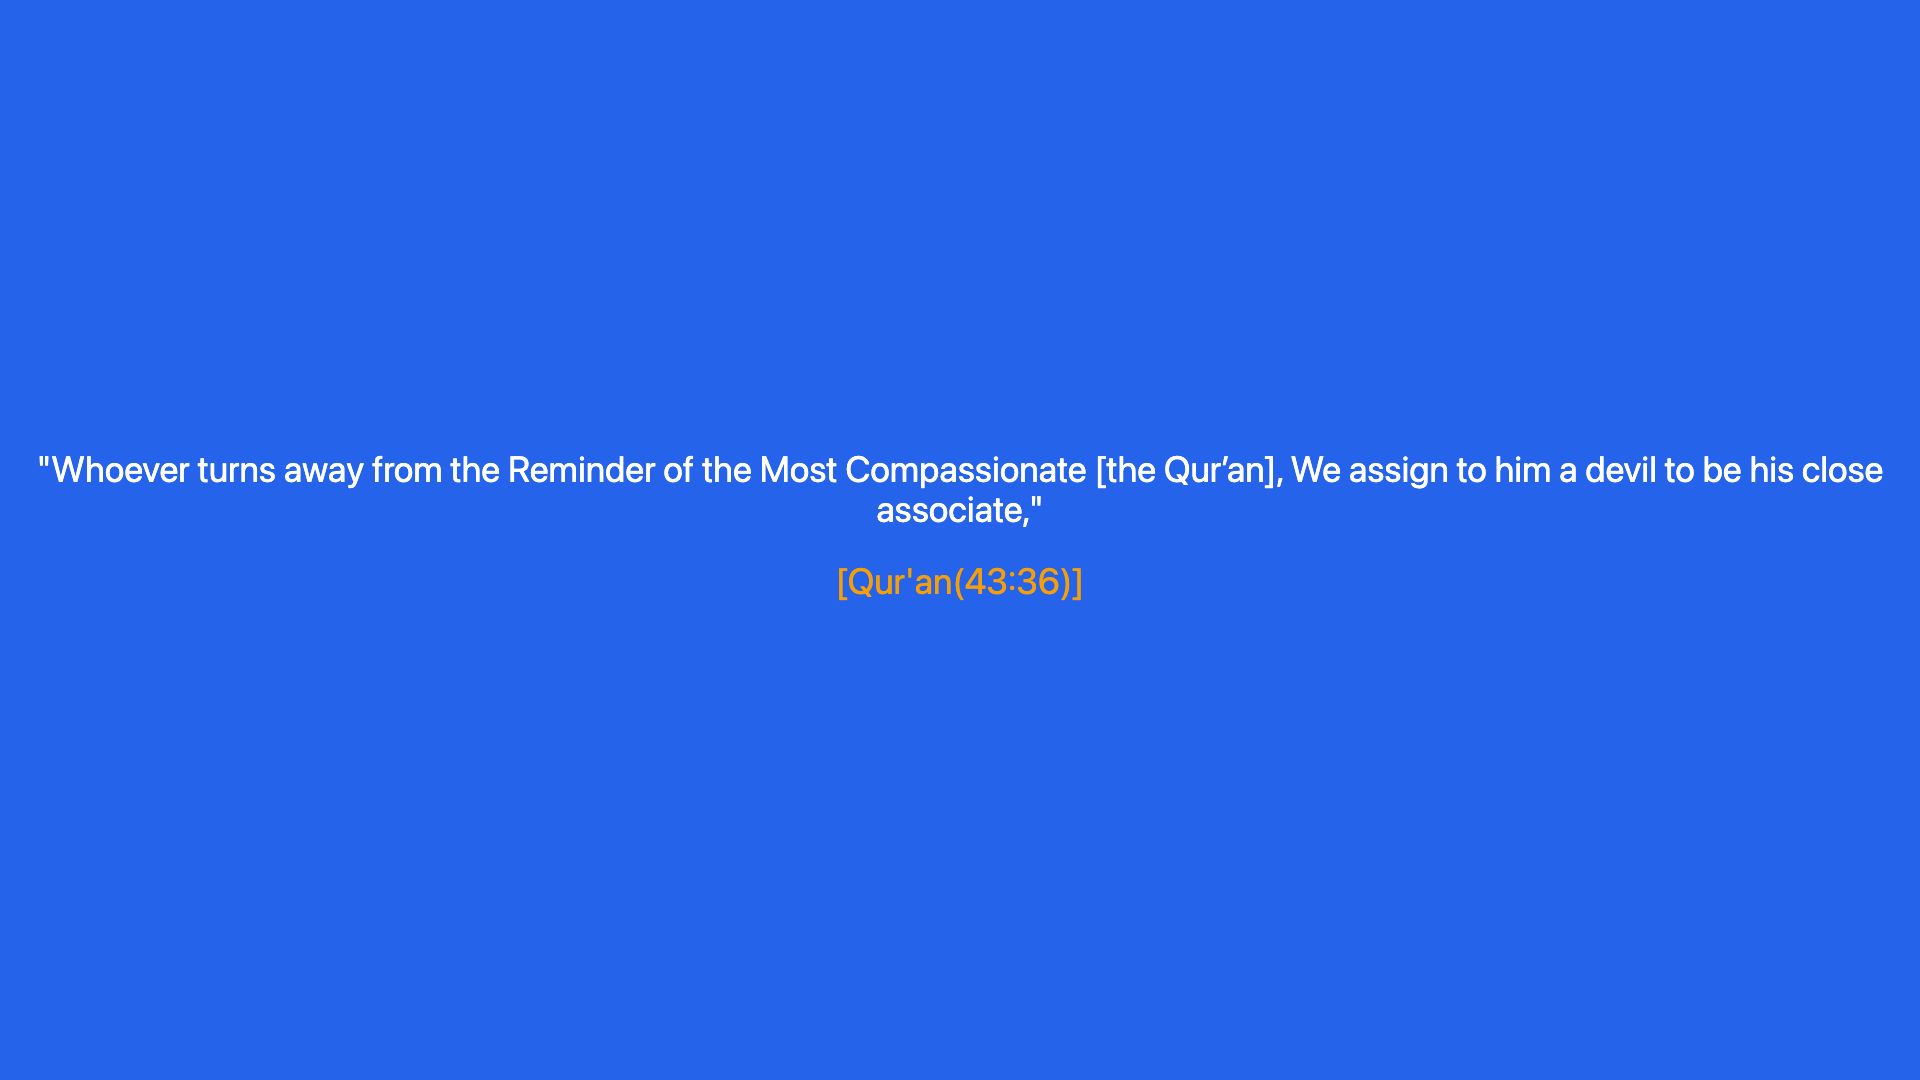 "Whoever turns away from the Reminder of the Most Compassionate [the Qur’an], We assign to him a devil to be his close
associate,"
[Qur'an(43:36)]